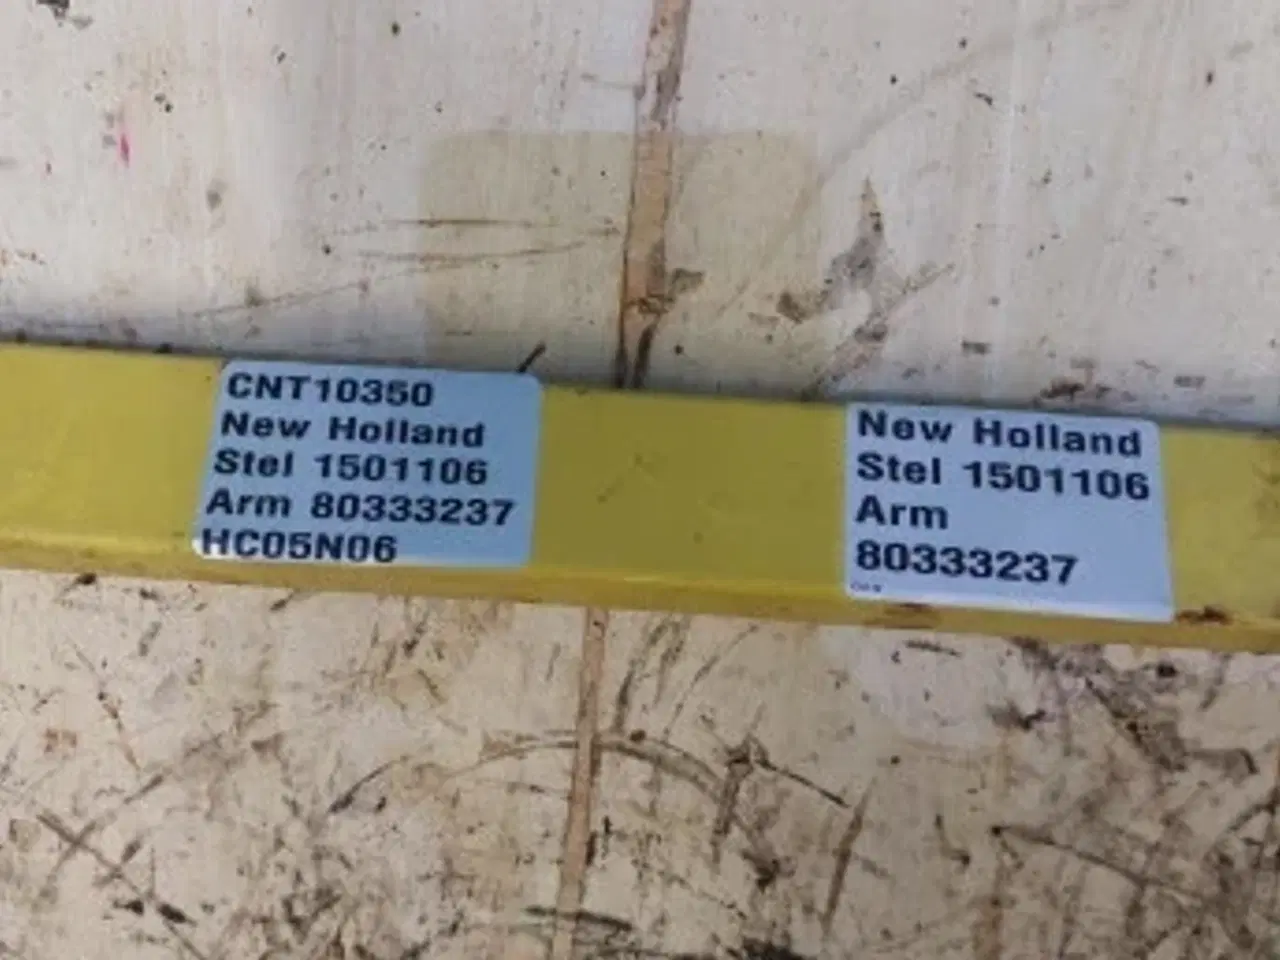 CNT10350
New Holland
Stel 1501106
Arm 80333237
HC05N06
New Holland
Stel 1501106
Arm
80333237